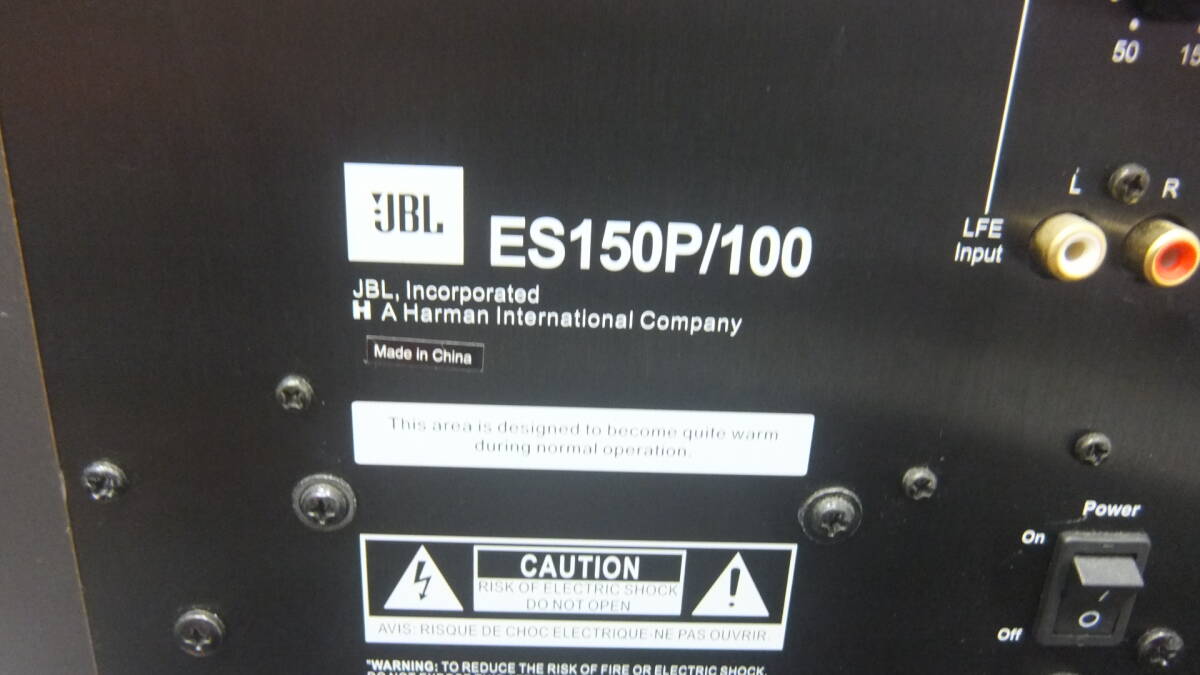 50
L
R
LFE
Input
JBL
ES150P/100
JBL, Incorporated
H A Harman International Company
Made in China
This area is designed to become quite warm
during normal operation.
Power
On
Off
CAUTION
RISK OF ELECTRIC SHOCK
DO NOT OPEN
AVIS: RISQUE DE CHOC ELECTRIQUE-NE PAS OUVRIR.
"WARNING: TO REDUCE THE RISK OF FIRE OR ELECTRIC SHOCK,